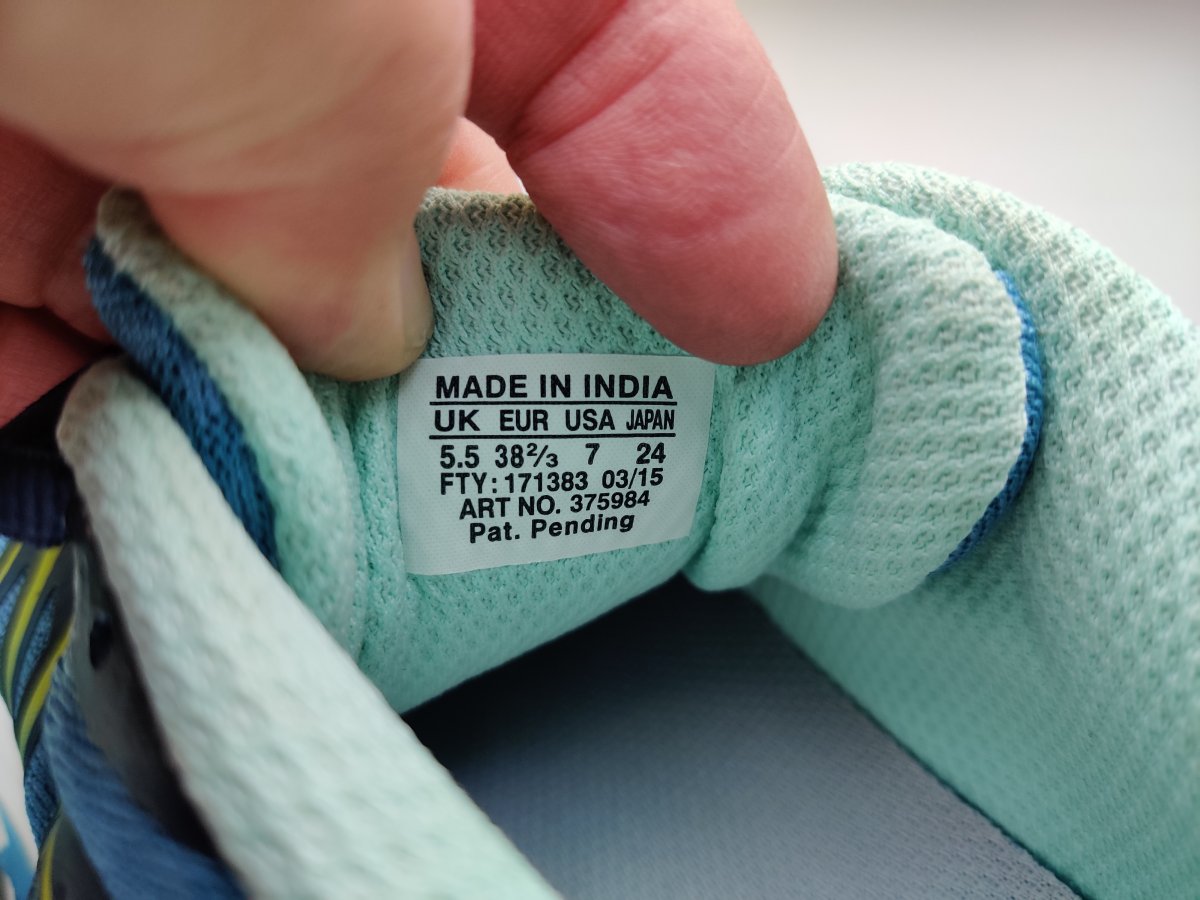 MADE IN INDIA
UK EUR USA JAPAN
5.5 38²/₃ 7 24
FTY: 171383 03/15
ART NO. 375984
Pat. Pending